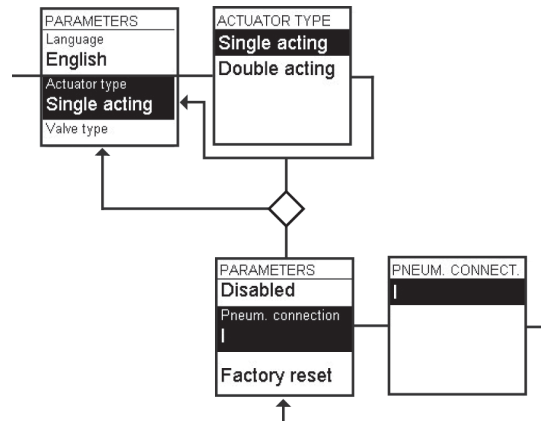 PARAMETERS
Language
English
Actuator type
Single acting
Valve type
ACTUATOR TYPE
Single acting
Double acting
PARAMETERS
Disabled
Pneum. connection
I
Factory reset
PNEUM. CONNECT.
I